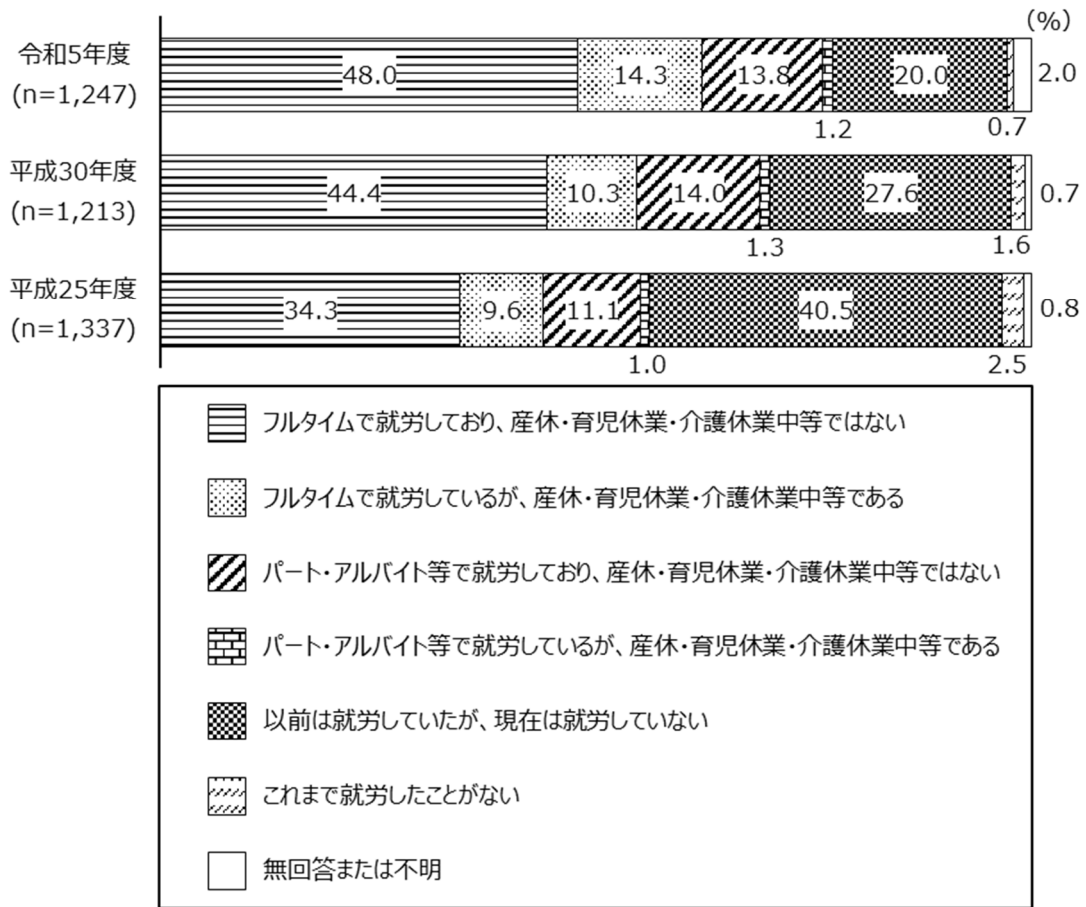 (%)
令和5年度
(n=1,247)
48.0
14.3
13.8
20.0
2.0
1.2
0.7
平成30年度
(n=1,213)
44.4
10.3
14.0
27.6
0.7
1.3
1.6
平成25年度
(n=1,337)
34.3
9.6
11.1
40.5
0.8
1.0
2.5
フルタイムで就労しており、産休・育児休業・介護休業中等ではない
フルタイムで就労しているが、産休・育児休業・介護休業中等である
パート・アルバイト等で就労しており、産休・育児休業・介護休業中等ではない
パート・アルバイト等で就労しているが、産休・育児休業・介護休業中等である
以前は就労していたが、現在は就労していない
これまで就労したことがない
無回答または不明